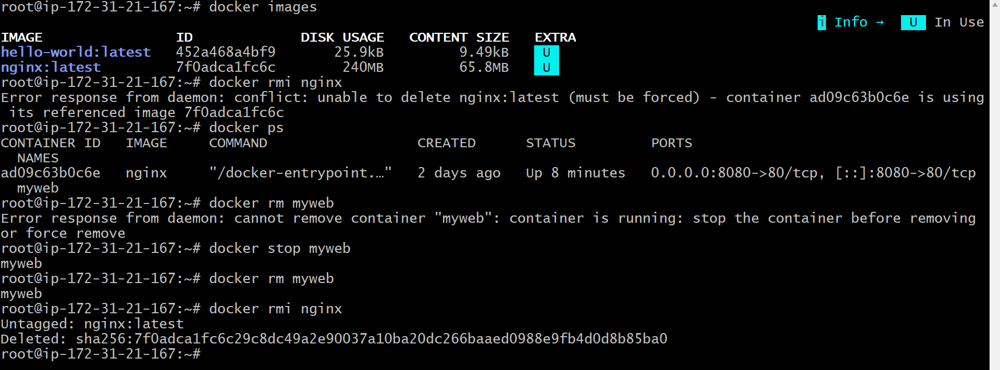 root@ip-172-31-21-167:~# docker images
i Info → U In Use
IMAGE ID DISK USAGE CONTENT SIZE EXTRA
hello-world:latest 452a468a4bf9 25.9kB 9.49kB U
nginx:latest 7f0adca1fc6c 240MB 65.8MB U
root@ip-172-31-21-167:~# docker rmi nginx
Error response from daemon: conflict: unable to delete nginx:latest (must be forced) - container ad09c63b0c6e is using
its referenced image 7f0adca1fc6c
root@ip-172-31-21-167:~# docker ps
CONTAINER ID IMAGE COMMAND CREATED STATUS PORTS
NAMES
ad09c63b0c6e nginx "/docker-entrypoint.…" 2 days ago Up 8 minutes 0.0.0.0:8080->80/tcp, [::]:8080->80/tcp
myweb
root@ip-172-31-21-167:~# docker rm myweb
Error response from daemon: cannot remove container "myweb": container is running: stop the container before removing
or force remove
root@ip-172-31-21-167:~# docker stop myweb
myweb
root@ip-172-31-21-167:~# docker rm myweb
myweb
root@ip-172-31-21-167:~# docker rmi nginx
Untagged: nginx:latest
Deleted: sha256:7f0adca1fc6c29c8dc49a2e90037a10ba20dc266baaed0988e9fb4d0d8b85ba0
root@ip-172-31-21-167:~#